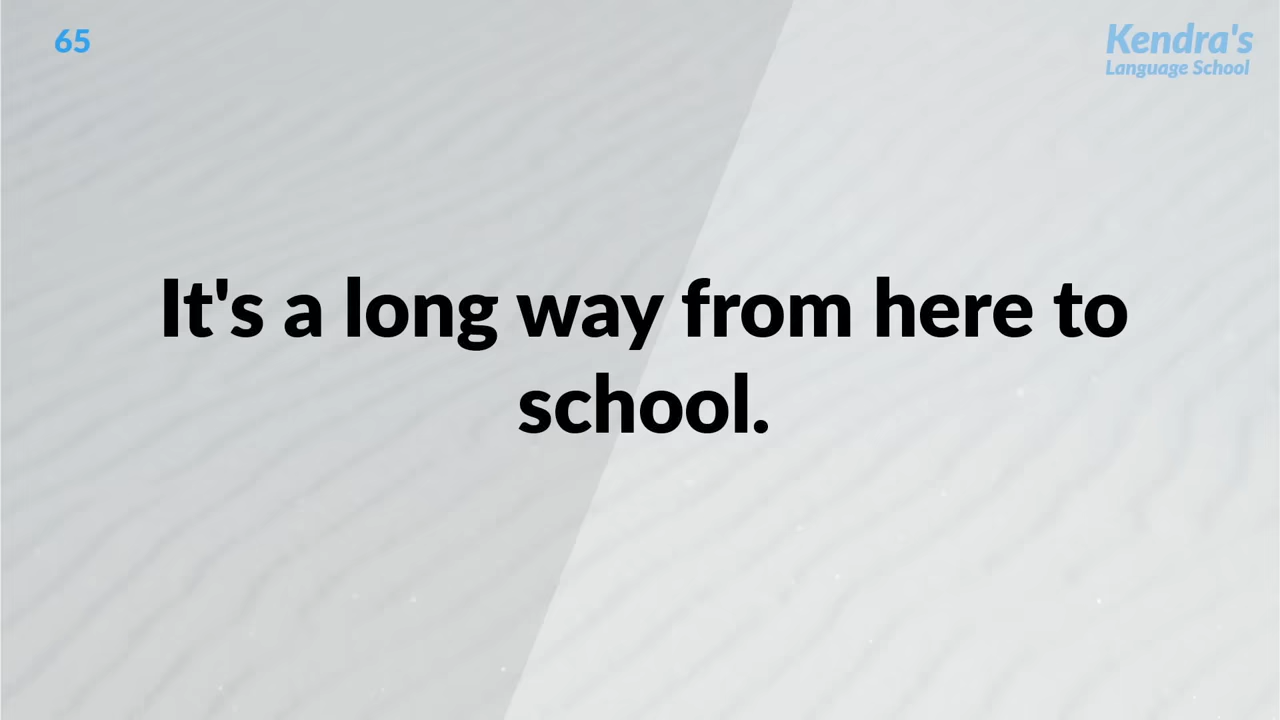 65
Kendra's
Language School
It's a long way from here to
school.